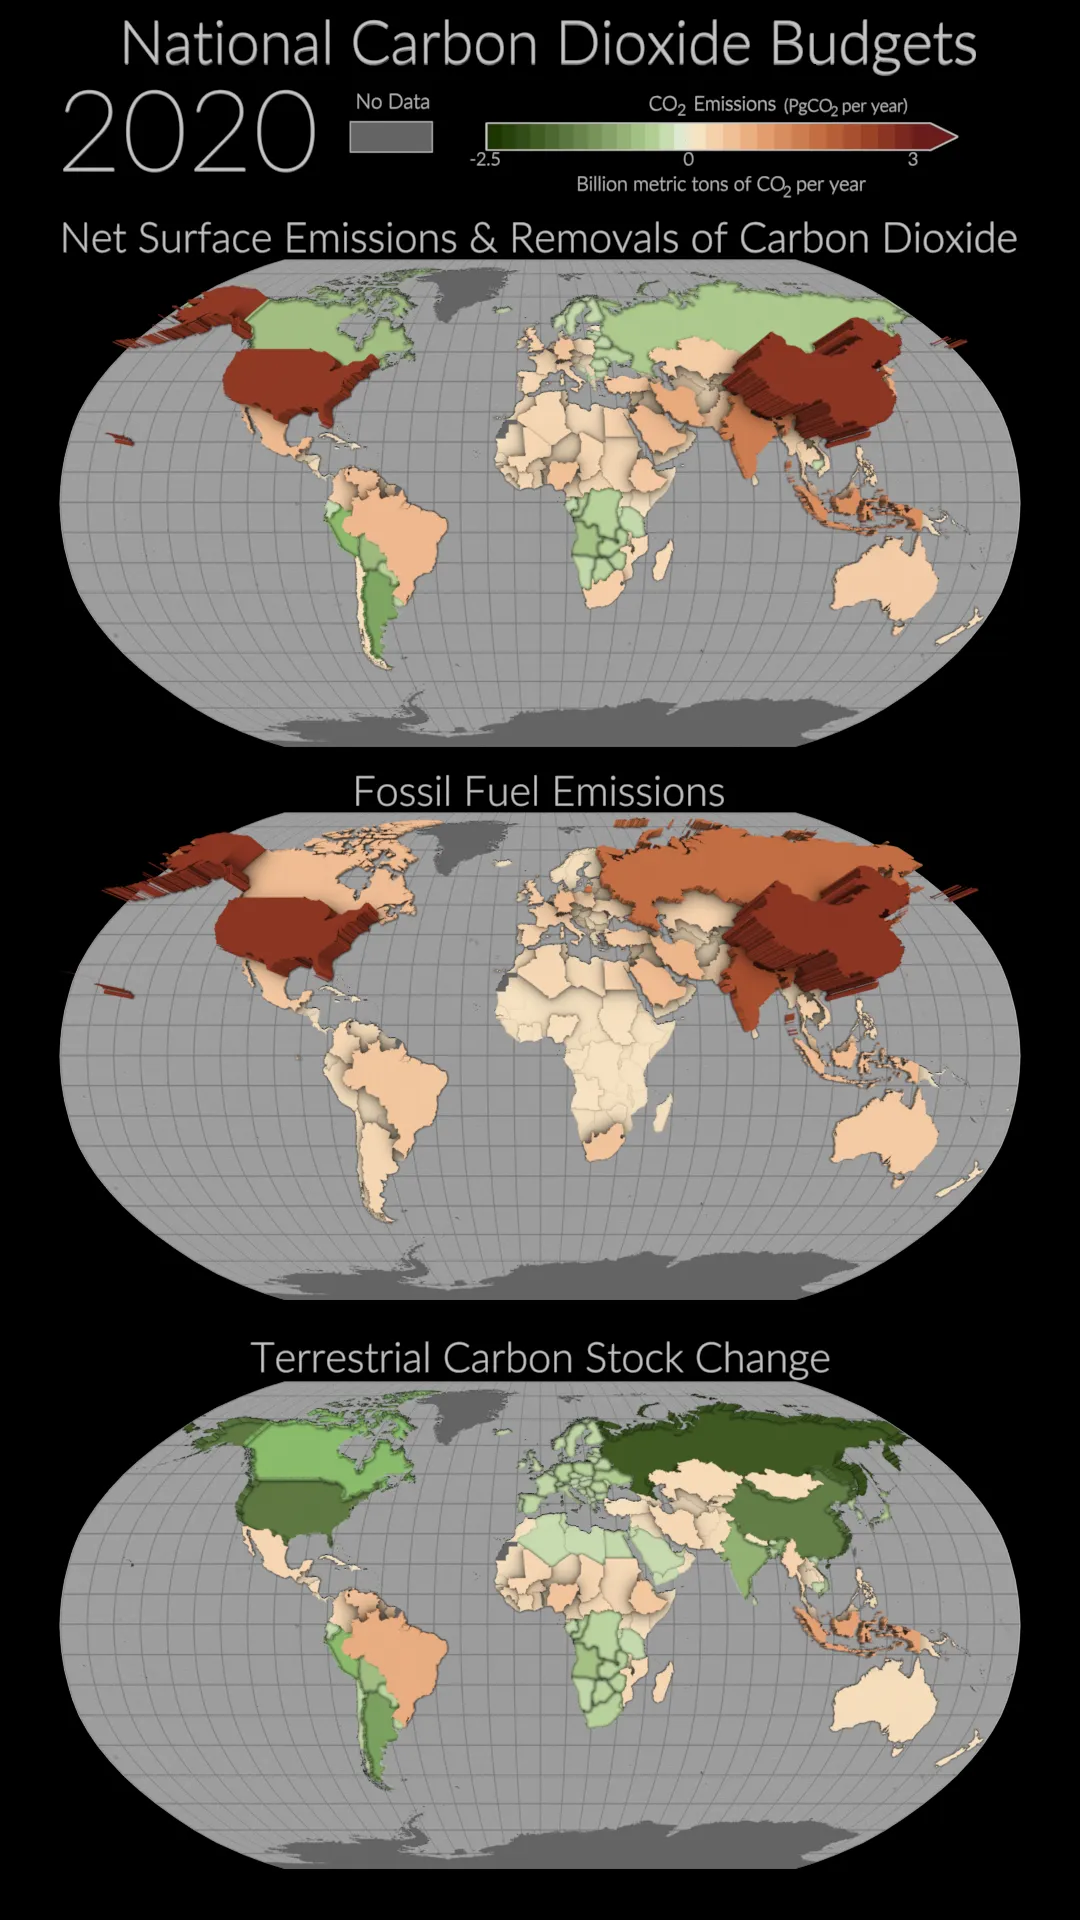 National Carbon Dioxide Budgets
2020
No Data
CO₂ Emissions (PgCO₂ per year)
-2.5 0 3
Billion metric tons of CO₂ per year
Net Surface Emissions & Removals of Carbon Dioxide
Fossil Fuel Emissions
Terrestrial Carbon Stock Change